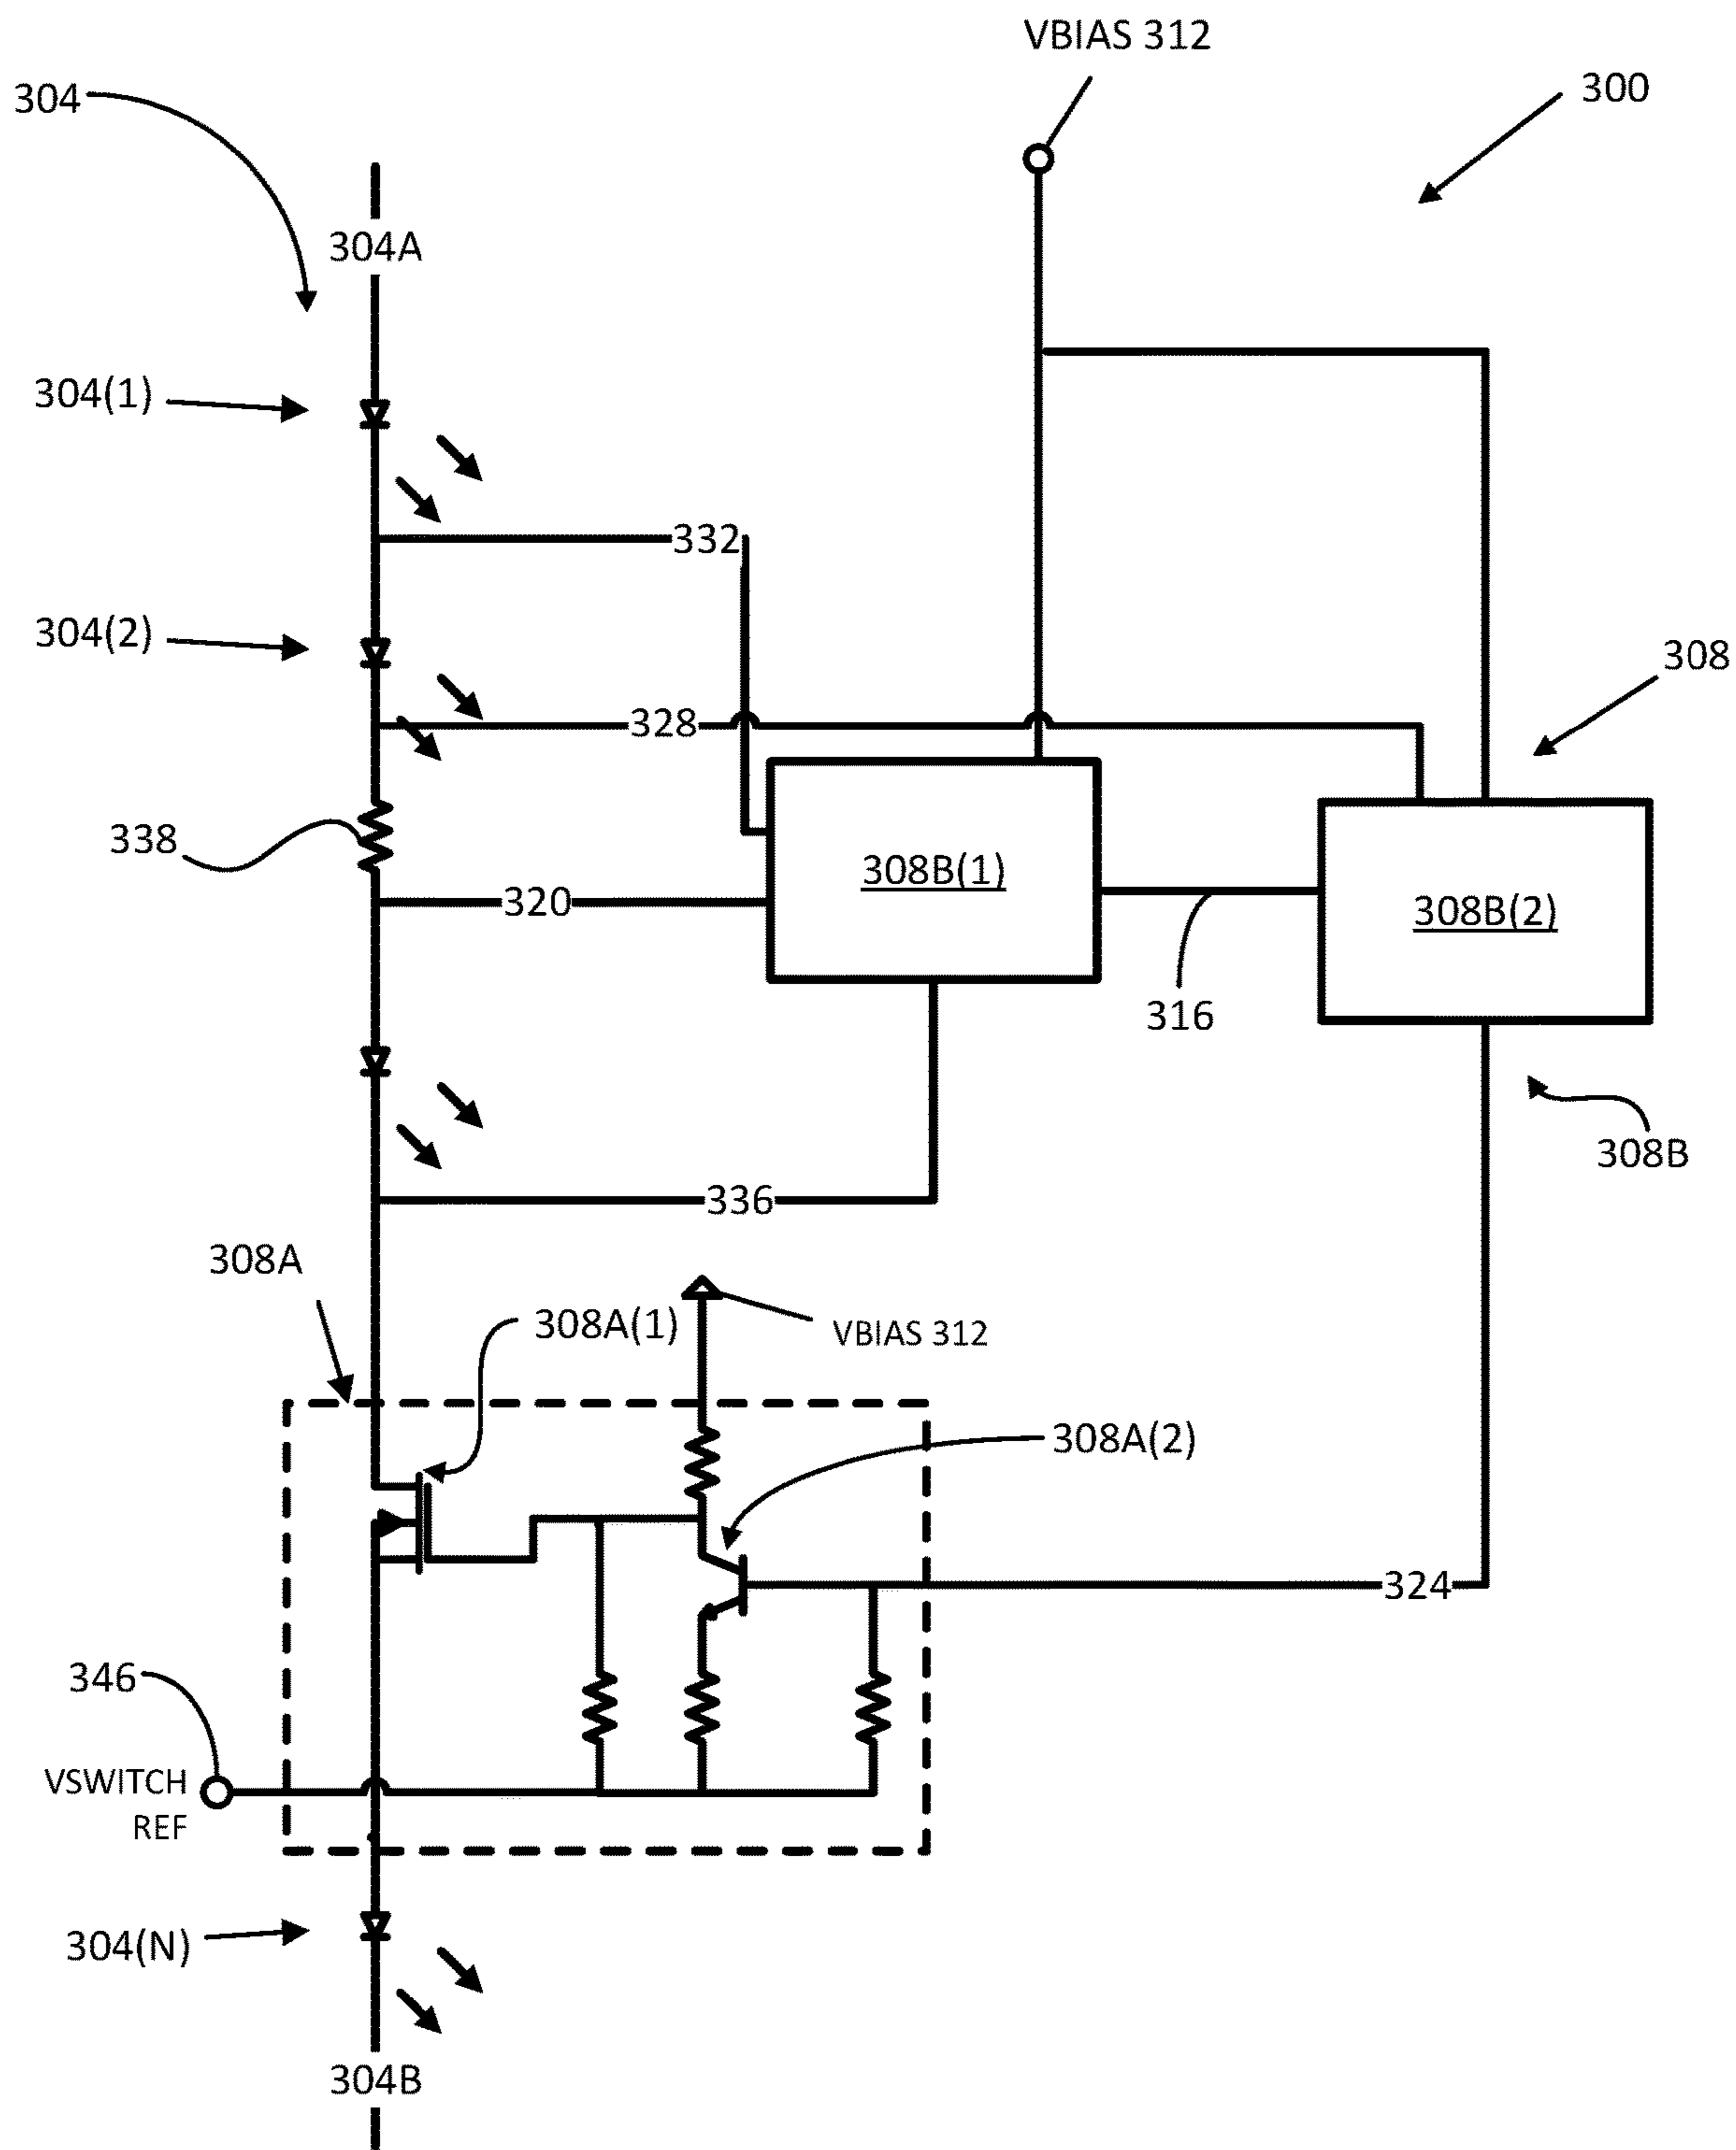 VBIAS 312
300
304
304A
304(1)
332
304(2)
308
328
338
308B(1)
308B(2)
320
316
308B
336
308A
308A(1)
VBIAS 312
308A(2)
324
346
VSWITCH
REF
304(N)
304B